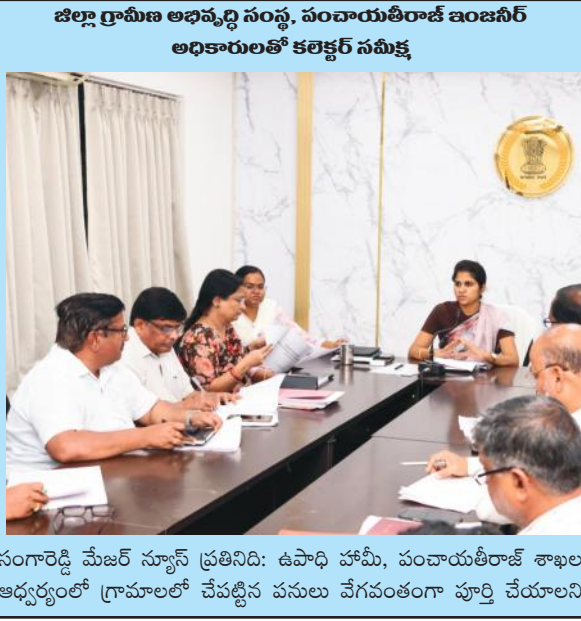 జిల్లా గ్రామీణ అభివృద్ధి సంస్థ, పంచాయతీరాజ్ ఇంజనీర్
అధికారులతో కలెక్టర్ సమీక్ష
సంగారెడ్డి మేజర్ న్యూస్ ప్రతినిది: ఉపాధి హామీ, పంచాయతీరాజ్ శాఖల
ఆధ్వర్యంలో గ్రామాలలో చేపట్టిన పనులు వేగవంతంగా పూర్తి చేయాలని